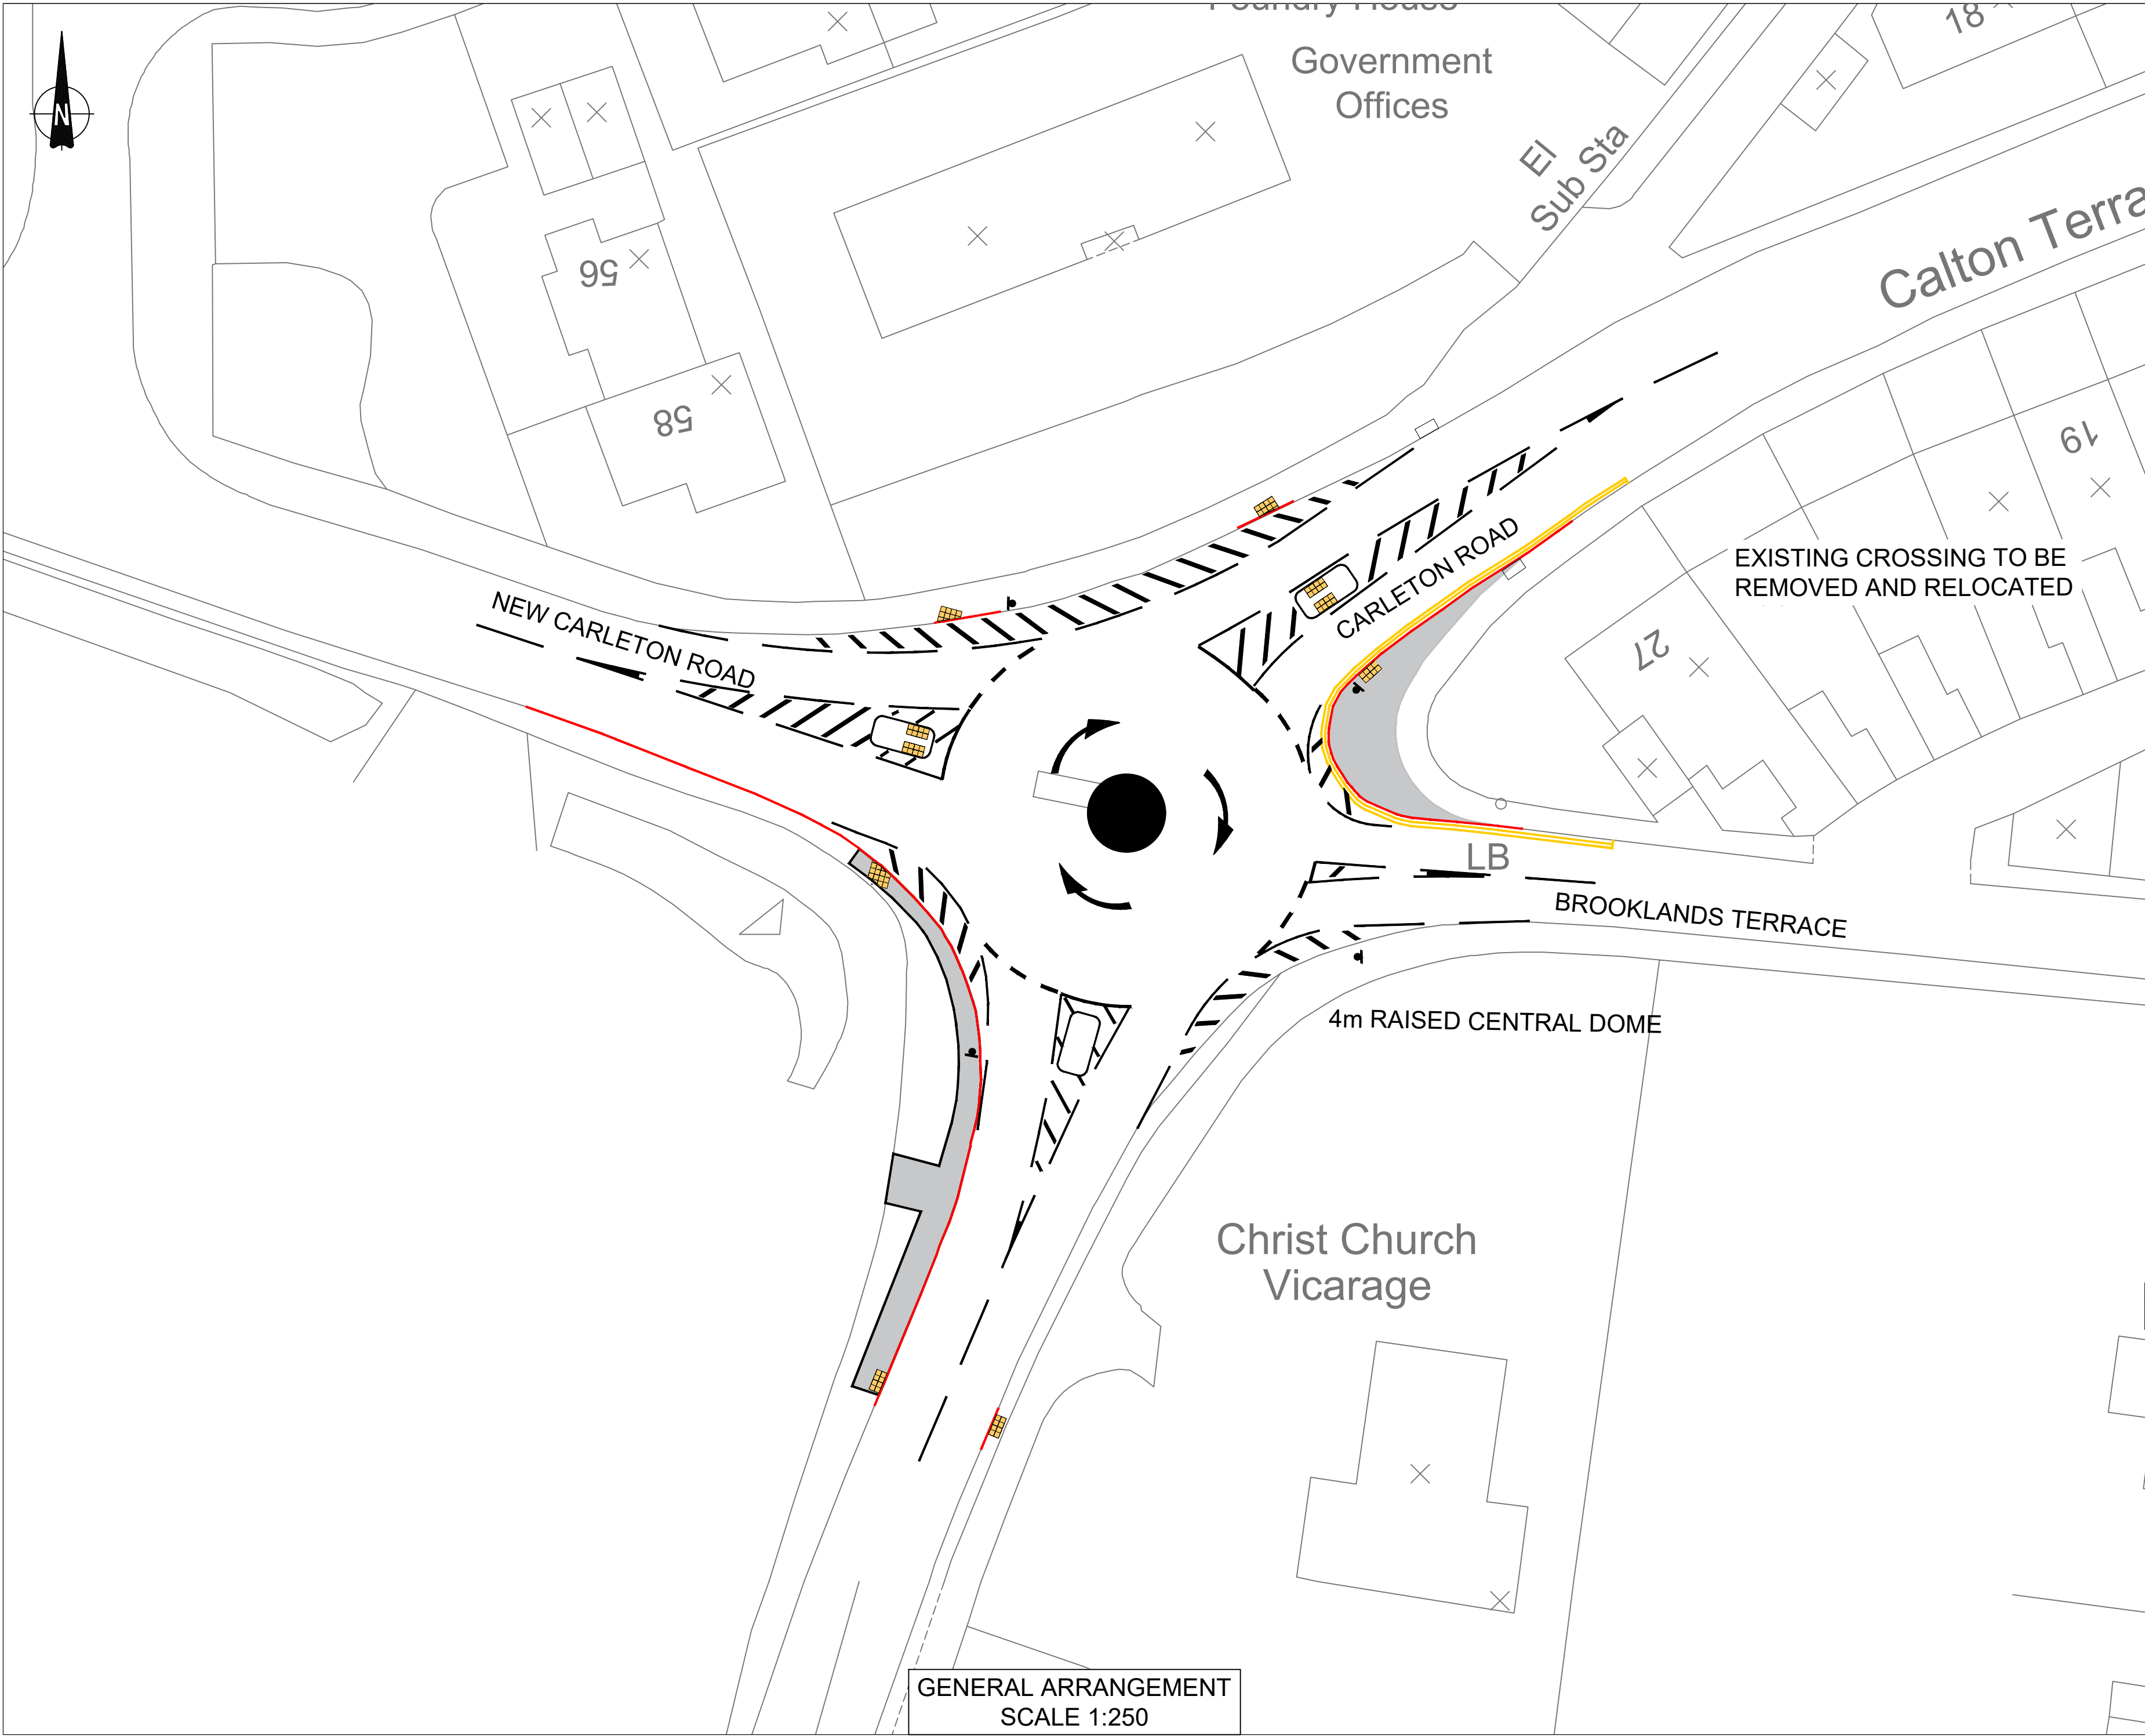 Foundry House
Government
Offices
18
N
El
Sub Sta
Calton Terra
56
58
19
EXISTING CROSSING TO BE
REMOVED AND RELOCATED
CARLETON ROAD
NEW CARLETON ROAD
27
LB
BROOKLANDS TERRACE
4m RAISED CENTRAL DOME
Christ Church
Vicarage
GENERAL ARRANGEMENT
SCALE 1:250